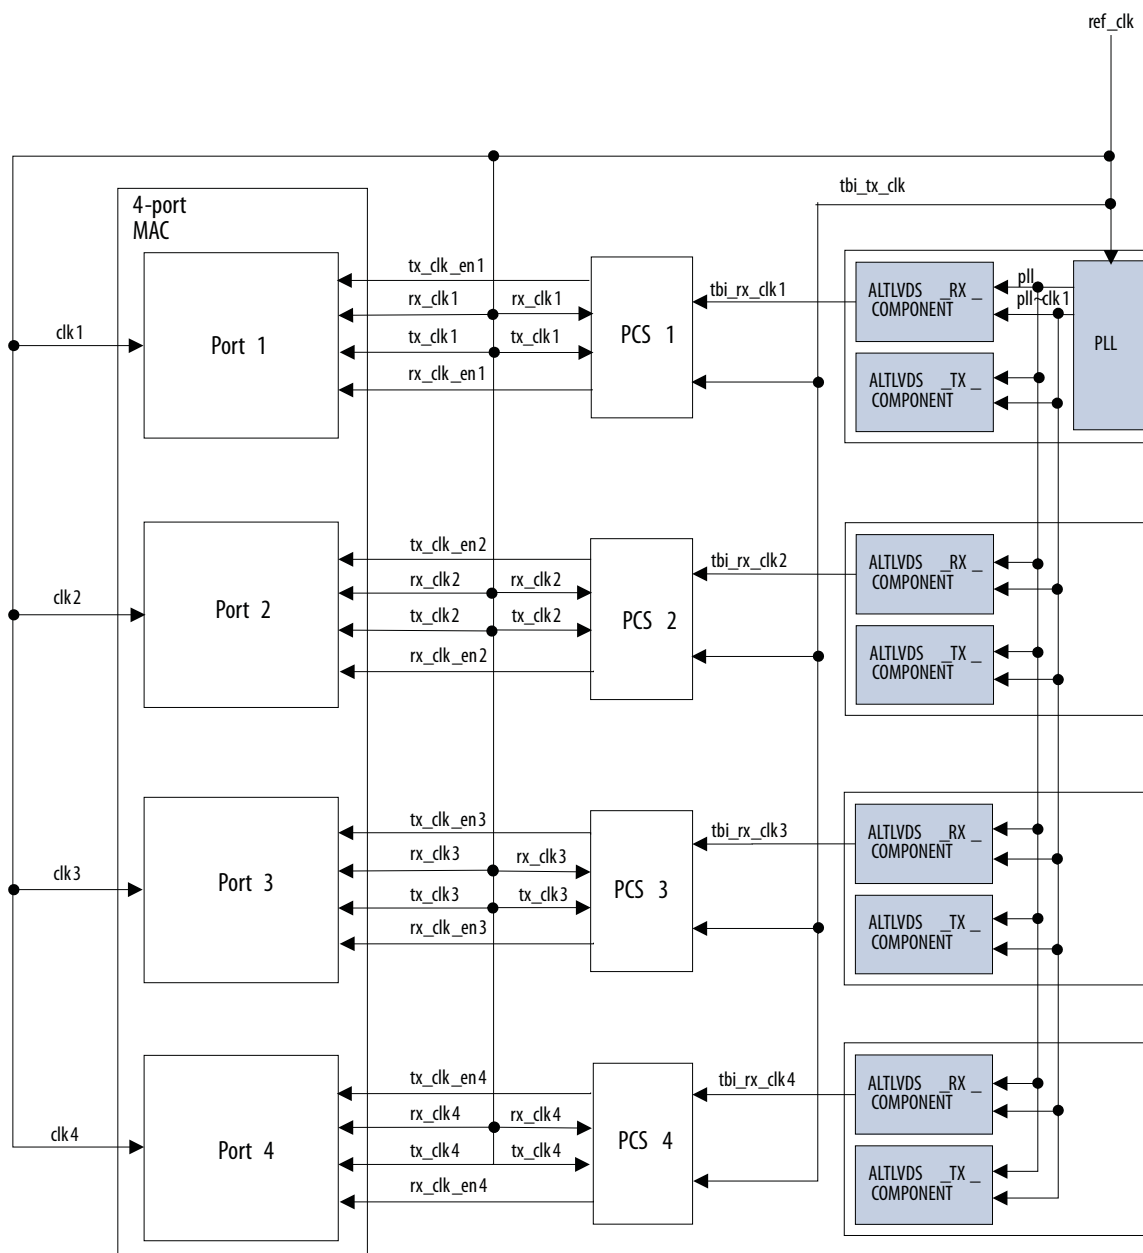 ref_clk
tbi_tx_clk
4-port
MAC
tx_clk_en1
rx_clk1 rx_clk1
clk1
Port 1
tx_clk1 tx_clk1
rx_clk_en1
PCS 1
tbi_rx_clk1
ALTLVDS _RX _
COMPONENT
pll
pll~clk1
PLL
ALTLVDS _TX _
COMPONENT
tx_clk_en2
rx_clk2 rx_clk2
clk2
Port 2
tx_clk2 tx_clk2
rx_clk_en2
PCS 2
tbi_rx_clk2
ALTLVDS _RX _
COMPONENT
ALTLVDS _TX _
COMPONENT
tx_clk_en3
rx_clk3 rx_clk3
clk3
Port 3
tx_clk3 tx_clk3
rx_clk_en3
PCS 3
tbi_rx_clk3
ALTLVDS _RX _
COMPONENT
ALTLVDS _TX _
COMPONENT
tx_clk_en4
rx_clk4 rx_clk4
clk4
Port 4
tx_clk4 tx_clk4
rx_clk_en4
PCS 4
tbi_rx_clk4
ALTLVDS _RX _
COMPONENT
ALTLVDS _TX _
COMPONENT